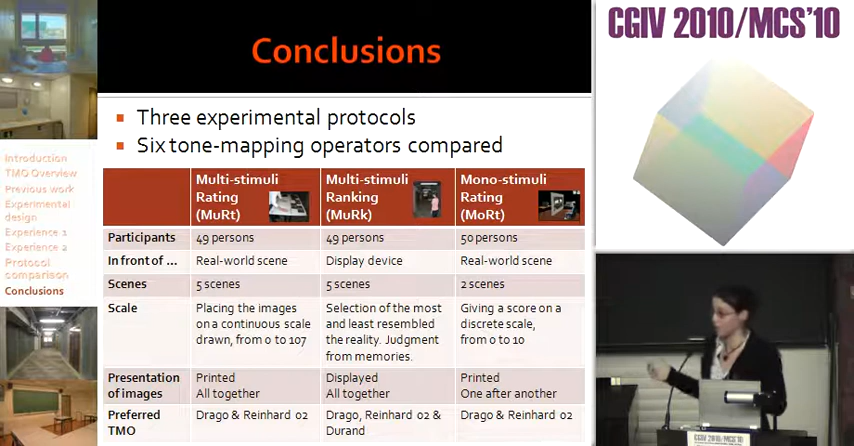 CGIV 2010/MCS'10
Conclusions
Three experimental protocols
Six tone-mapping operators compared
Introduction
TMO Overview
Previous work
Experimental
design
Experience 1
Experience 2
Protocol
comparison
Conclusions
Multi-stimuli
Rating
(MuRt)
Multi-stimuli
Ranking
(MuRk)
Mono-stimuli
Rating
(MoRt)
Participants
49 persons
49 persons
50 persons
In front of ...
Real-world scene
Display device
Real-world scene
Scenes
5 scenes
5 scenes
2 scenes
Scale
Placing the images
on a continuous scale
drawn, from 0 to 107
Selection of the most
and least resembled
the reality. Judgment
from memories.
Giving a score on a
discrete scale,
from 0 to 10
Presentation
of images
Printed
All together
Displayed
All together
Printed
One after another
Preferred
TMO
Drago & Reinhard 02
Drago, Reinhard 02 &
Durand
Drago & Reinhard 02
CGIV 2010/MCS'10